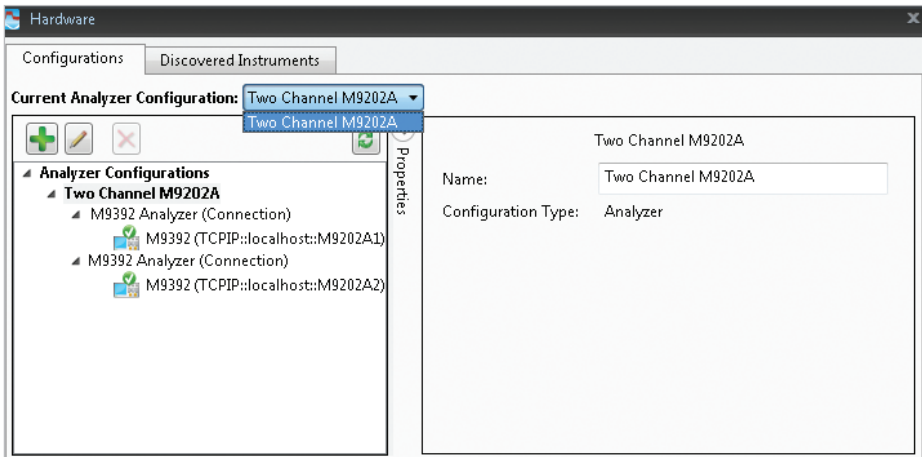 Hardware
Configurations
Discovered Instruments
Current Analyzer Configuration: Two Channel M9202A
Two Channel M9202A
Properties
Analyzer Configurations
Two Channel M9202A
M9392 Analyzer (Connection)
M9392 (TCPIP::localhost::M9202A1)
M9392 Analyzer (Connection)
M9392 (TCPIP::localhost::M9202A2)
Two Channel M9202A
Name: Two Channel M9202A
Configuration Type: Analyzer